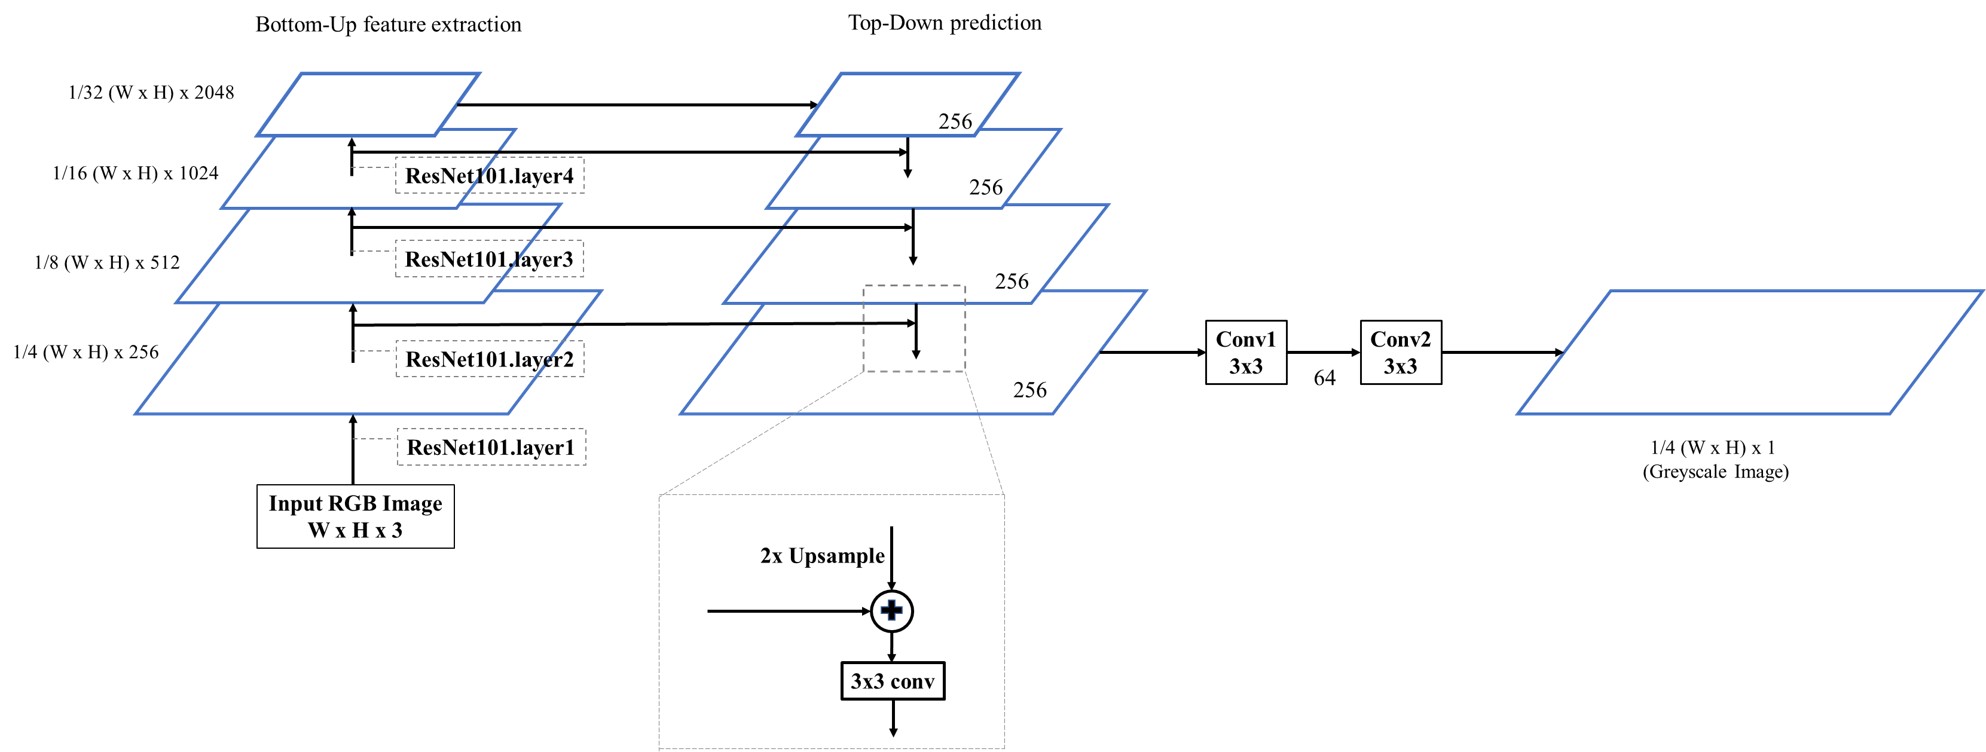 Bottom-Up feature extraction
Top-Down prediction
1/32 (W x H) x 2048
256
1/16 (W x H) x 1024
ResNet101.layer4
256
1/8 (W x H) x 512
ResNet101.layer3
256
1/4 (W x H) x 256
ResNet101.layer2
256
Conv1
3x3
64
Conv2
3x3
ResNet101.layer1
1/4 (W x H) x 1
(Greyscale Image)
Input RGB Image
W x H x 3
2x Upsample
3x3 conv